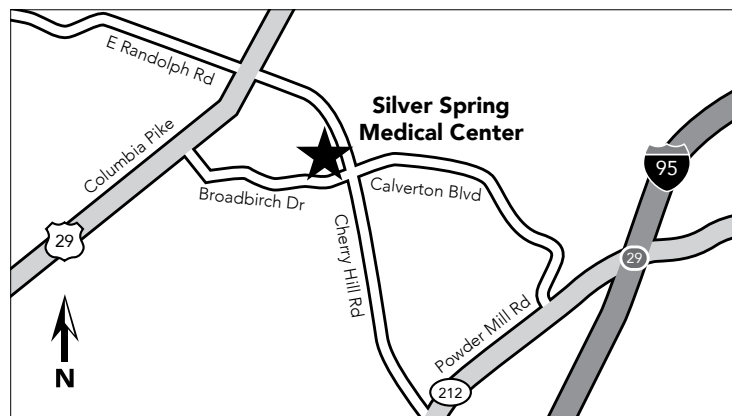 E Randolph Rd
Silver Spring
Medical Center
Columbia Pike
95
Broadbirch Dr
Calverton Blvd
29
Cherry Hill Rd
29
Powder Mill Rd
N
212